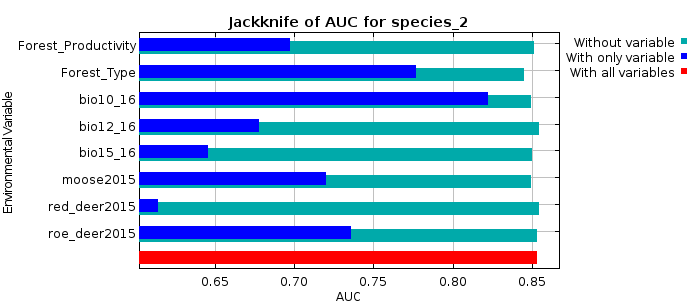 Jackknife of AUC for species_2
Environmental Variable
Forest_Productivity
Forest_Type
bio10_16
bio12_16
bio15_16
moose2015
red_deer2015
roe_deer2015
0.65 0.70 0.75 0.80 0.85
AUC
Without variable
With only variable
With all variables